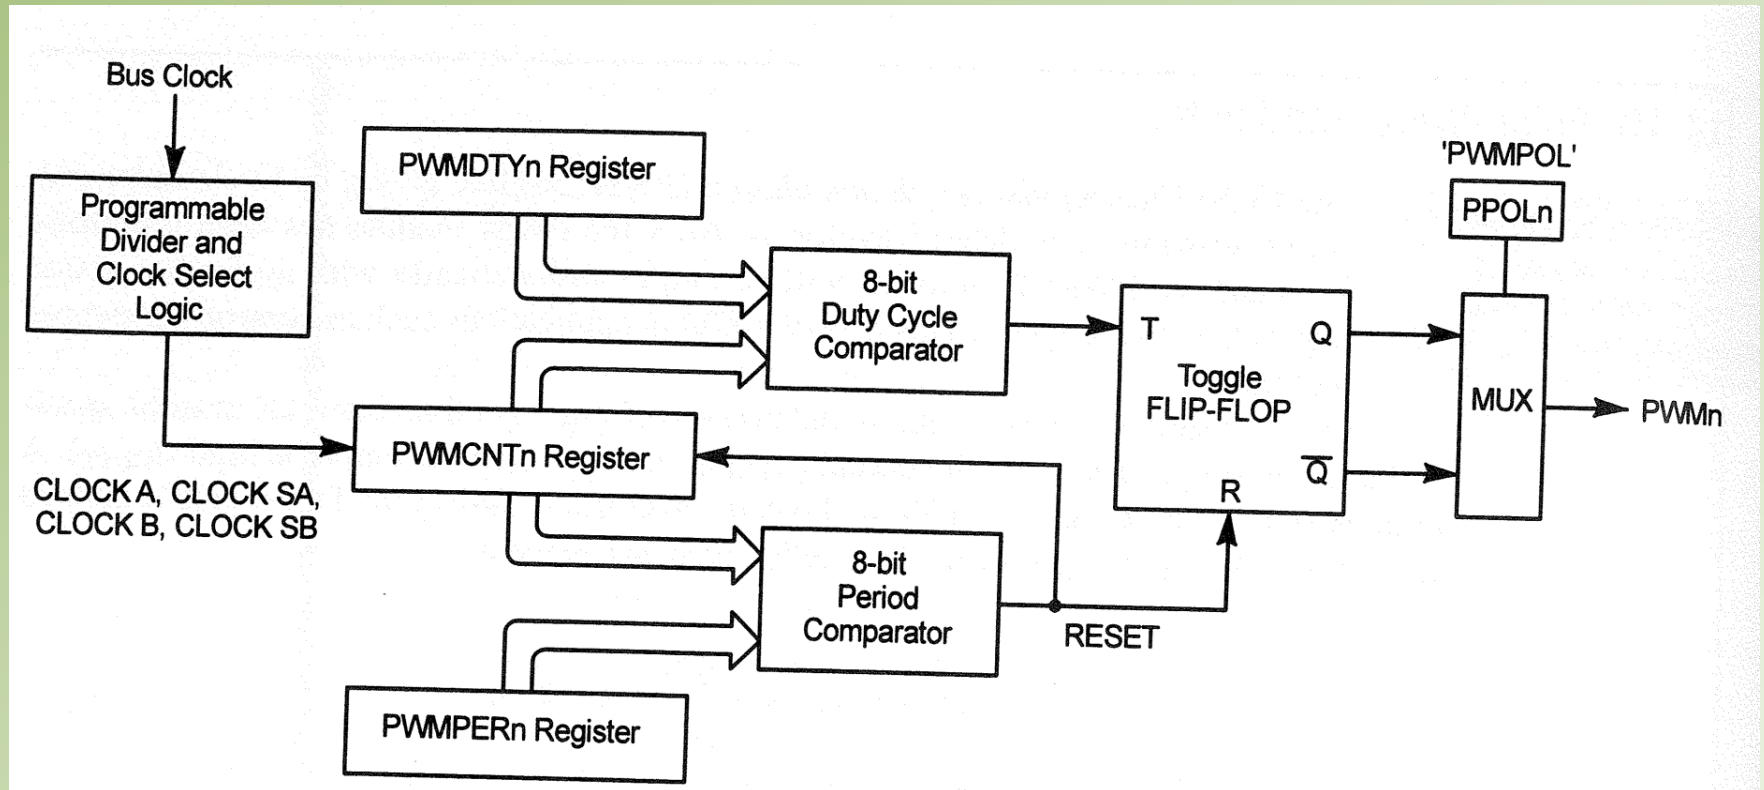 Bus Clock
Programmable
Divider and
Clock Select
Logic
CLOCK A, CLOCK SA,
CLOCK B, CLOCK SB
PWMDTYn Register
PWMCNTn Register
PWMPERn Register
8-bit
Duty Cycle
Comparator
8-bit
Period
Comparator
RESET
T
Q
Toggle
FLIP-FLOP
Q̅
R
'PWMPOL'
PPOLn
MUX
PWMn